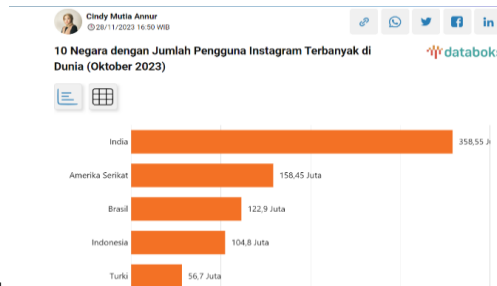 Cindy Mutia Annur
28/11/2023 16:50 WIB
10 Negara dengan Jumlah Pengguna Instagram Terbanyak di
Dunia (Oktober 2023)
databoks
India 358,55 J
Amerika Serikat 158,45 Juta
Brasil 122,9 Juta
Indonesia 104,8 Juta
Turki 56,7 Juta